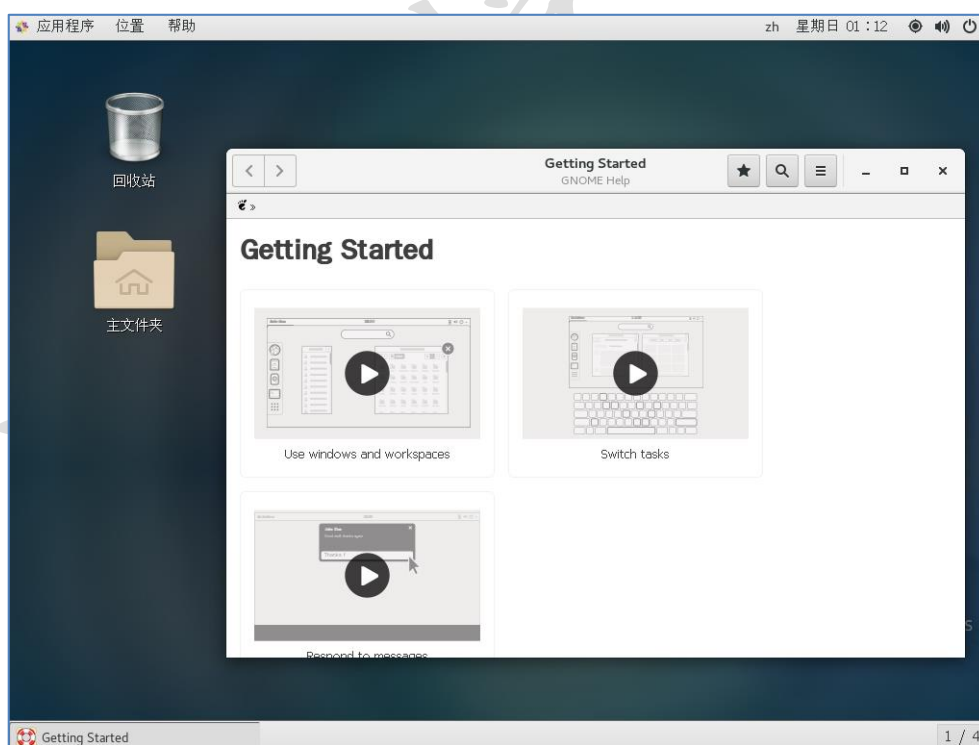 应用程序 位置 帮助 zh 星期日 01：12
回收站
主文件夹
Getting Started
GNOME Help
Getting Started
Use windows and workspaces
Switch tasks
Thanks!
Respond to messages
S
Getting Started
1 / 4